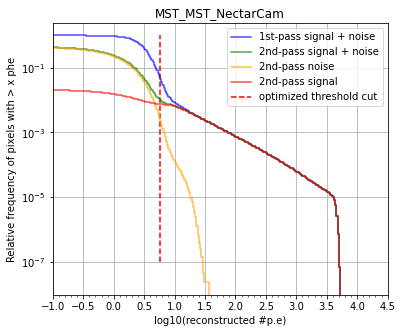 MST_MST_NectarCam
1st-pass signal + noise
2nd-pass signal + noise
2nd-pass noise
2nd-pass signal
optimized threshold cut
Relative frequency of pixels with > x phe
10⁻¹
10⁻³
10⁻⁵
10⁻⁷
−1.0 −0.5 0.0 0.5 1.0 1.5 2.0 2.5 3.0 3.5 4.0 4.5
log10(reconstructed #p.e)